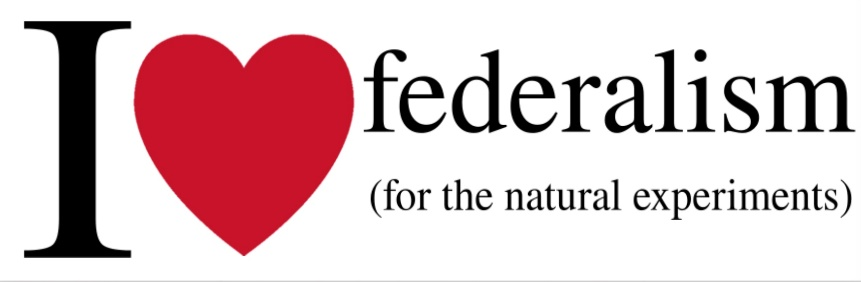 I federalism
(for the natural experiments)